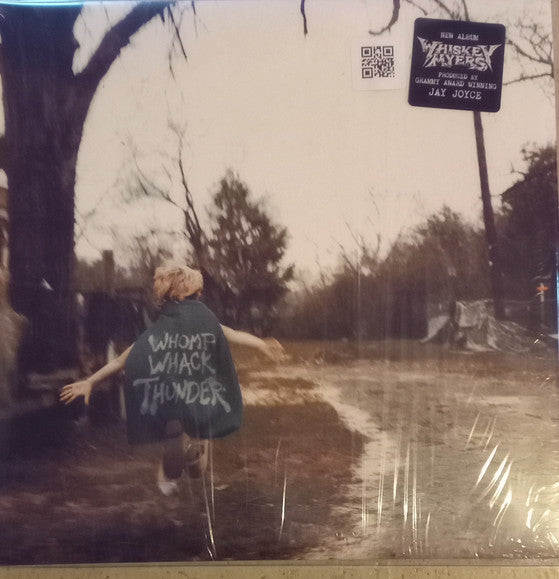 NEW ALBUM
WHISKEY
MYERS
PRODUCED BY
GRAMMY AWARD WINNING
JAY JOYCE
WHOMP
WHACK
THUNDER